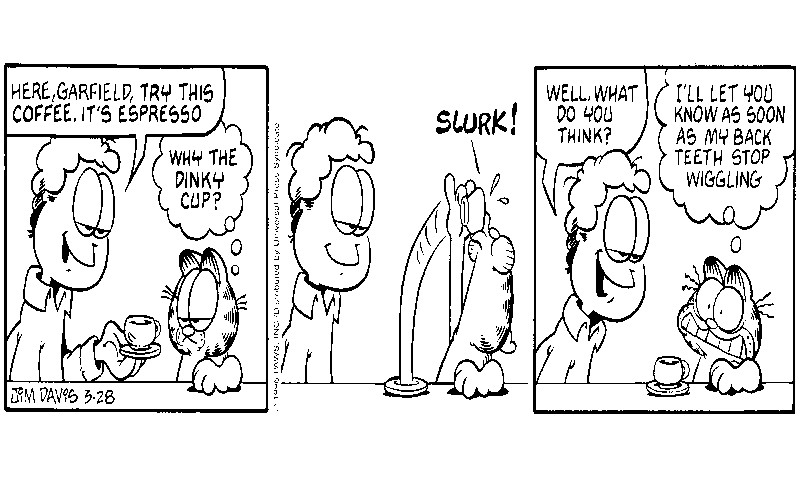 HERE, GARFIELD, TRY THIS
COFFEE. IT'S ESPRESSO
WHY THE
DINKY
CUP?
JIM DAVIS 3-28
SLURK!
WELL, WHAT
DO YOU
THINK?
I'LL LET YOU
KNOW AS SOON
AS MY BACK
TEETH STOP
WIGGLING